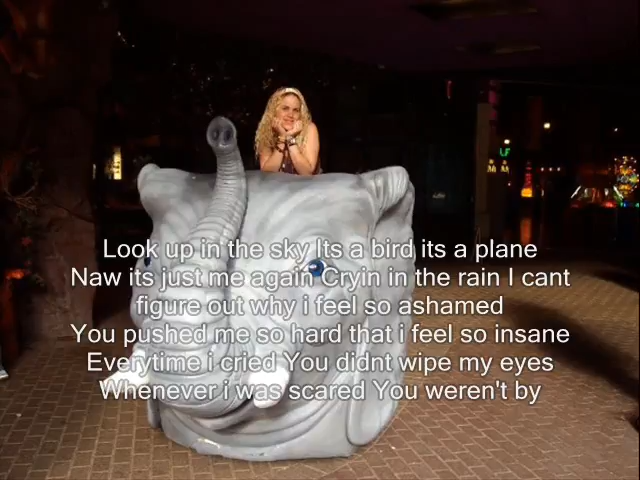 Look up in the sky Its a bird its a plane
Naw its just me again Cryin in the rain I cant
figure out why i feel so ashamed
You pushed me so hard that i feel so insane
Everytime I cried You didnt wipe my eyes
Whenever i was scared You weren't by